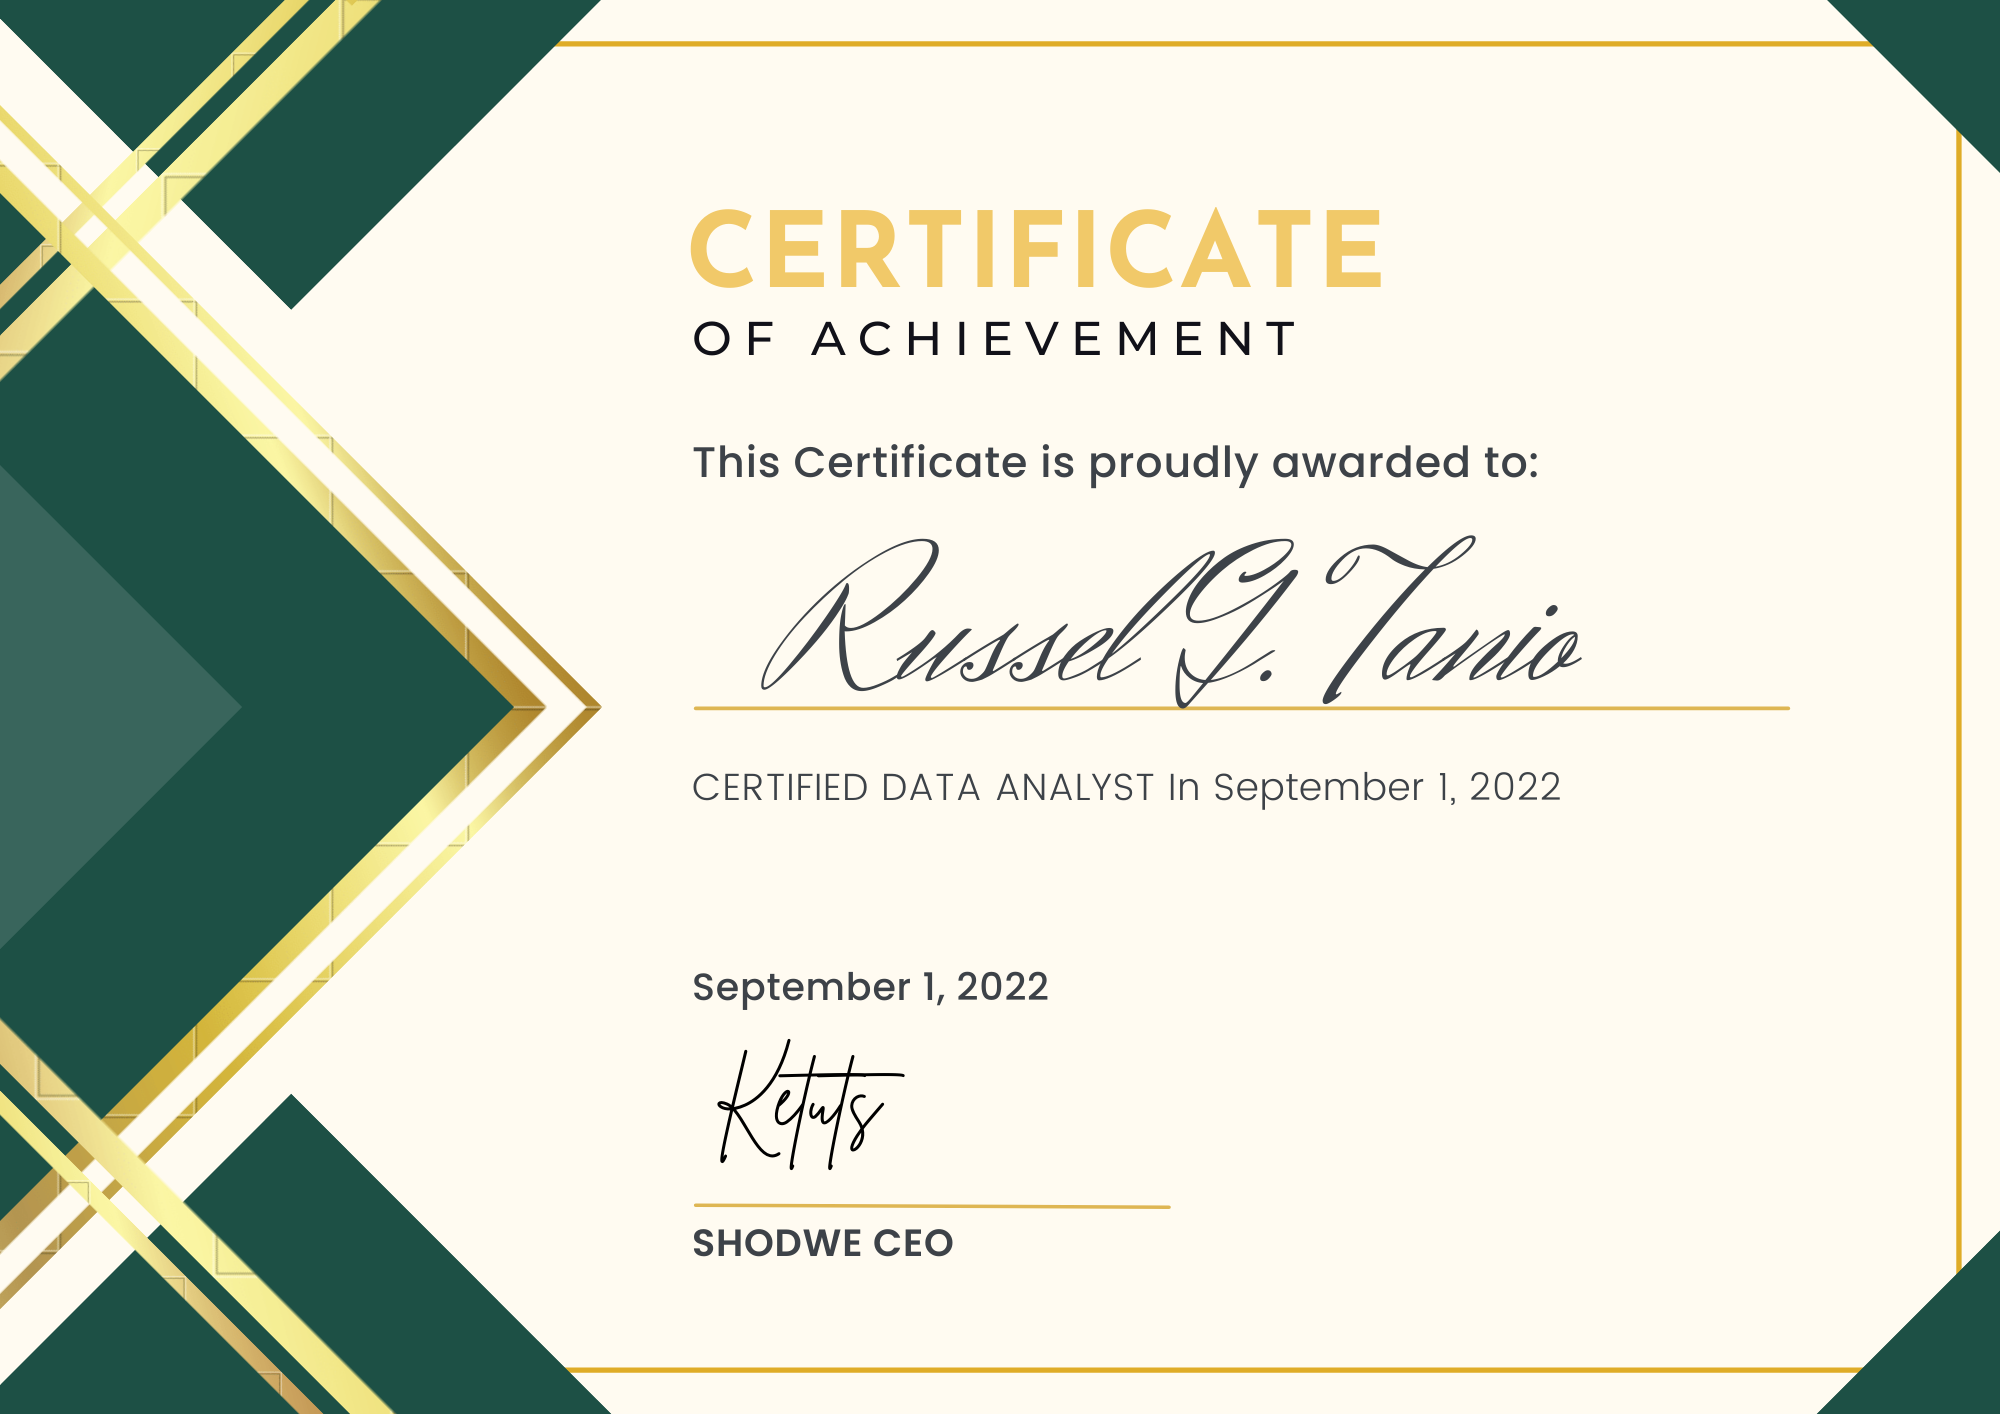 CERTIFICATE
OF ACHIEVEMENT
This Certificate is proudly awarded to:
Russel G. Tanio
CERTIFIED DATA ANALYST In September 1, 2022
September 1, 2022
Ketuts
SHODWE CEO